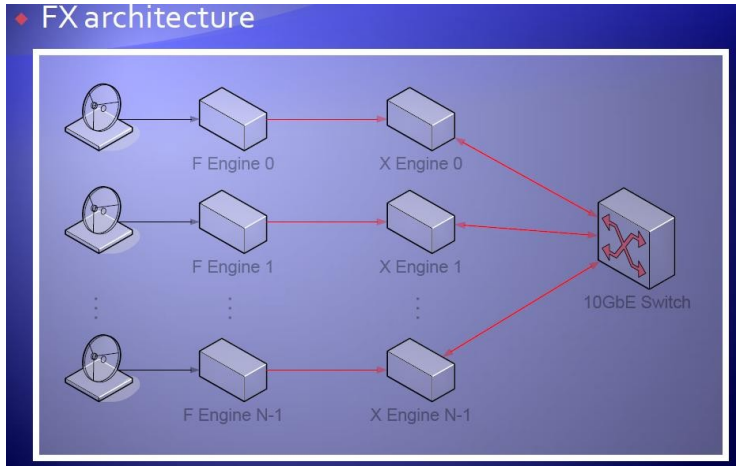 FX architecture
F Engine 0
X Engine 0
F Engine 1
X Engine 1
10GbE Switch
F Engine N-1
X Engine N-1